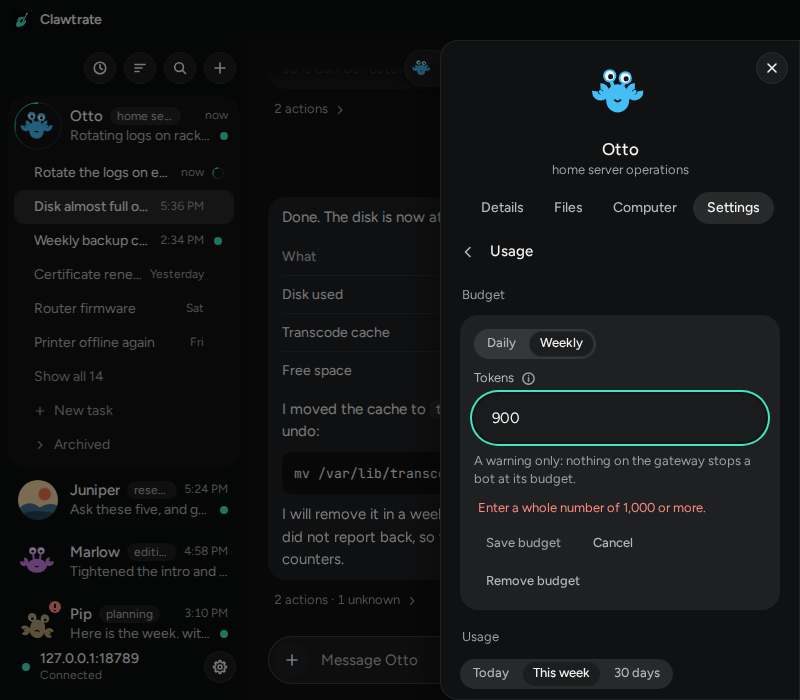 Clawtrate
Otto home se... now
Rotating logs on rack...
Rotate the logs on e... now
Disk almost full o... 5:36 PM
Weekly backup c... 2:34 PM
Certificate rene... Yesterday
Router firmware Sat
Printer offline again Fri
Show all 14
+ New task
Archived
Juniper rese... 5:24 PM
Ask these five, and g...
Marlow editi... 4:58 PM
Tightened the intro and ...
Pip planning 3:10 PM
Here is the week. wit...
127.0.0.1:18789
Connected
2 actions
Done. The disk is now at
What
Disk used
Transcode cache
Free space
I moved the cache to
undo:
mv /var/lib/transc
I will remove it in a wee
did not report back, so
counters.
2 actions · 1 unknown
+ Message Otto
Otto
home server operations
Details Files Computer Settings
Usage
Budget
Daily Weekly
Tokens
900
A warning only: nothing on the gateway stops a
bot at its budget.
Enter a whole number of 1,000 or more.
Save budget Cancel
Remove budget
Usage
Today This week 30 days